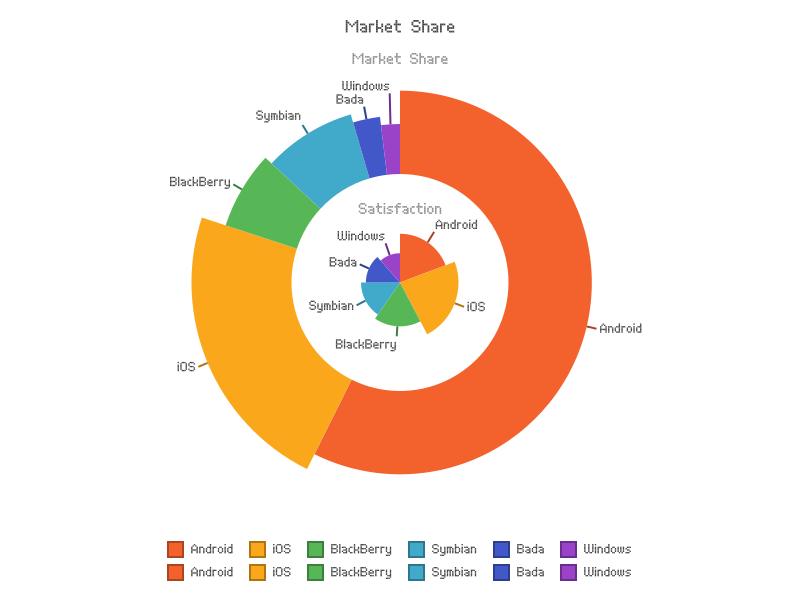 Market Share
Market Share
Windows
Bada
Symbian
BlackBerry
Satisfaction
Android
Windows
Bada
iOS
Symbian
Android
BlackBerry
iOS
Android iOS BlackBerry Symbian Bada Windows
Android iOS BlackBerry Symbian Bada Windows